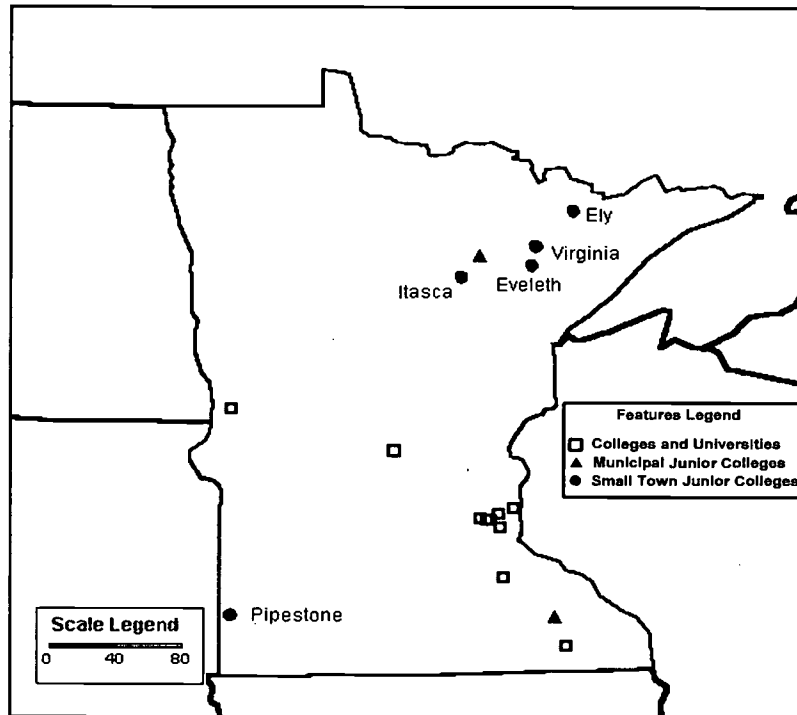 Ely
Virginia
Itasca
Eveleth
Features Legend
Colleges and Universities
Municipal Junior Colleges
Small Town Junior Colleges
Pipestone
Scale Legend
0 40 80